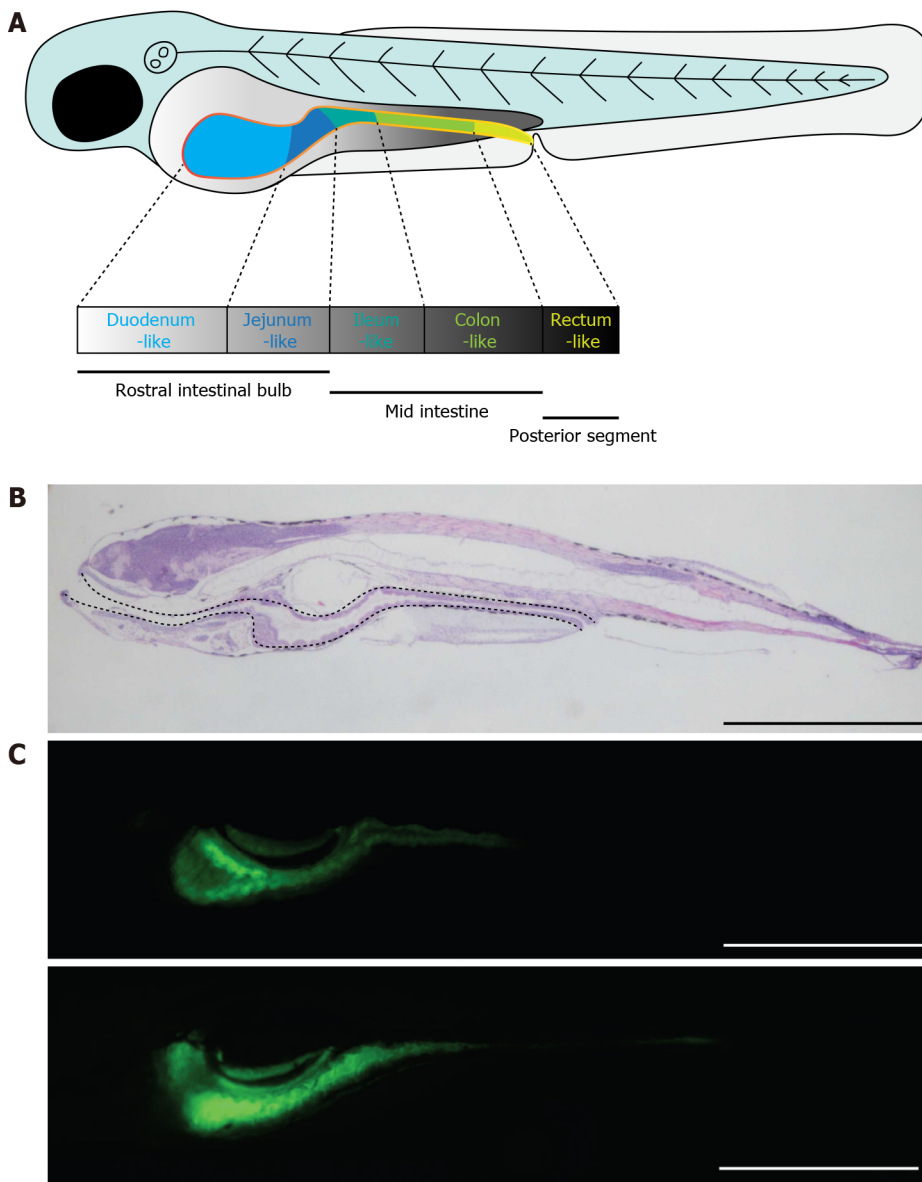 A
Duodenum
-like
Jejunum
-like
Ileum
-like
Colon
-like
Rectum
-like
Rostral intestinal bulb
Mid intestine
Posterior segment
B
C